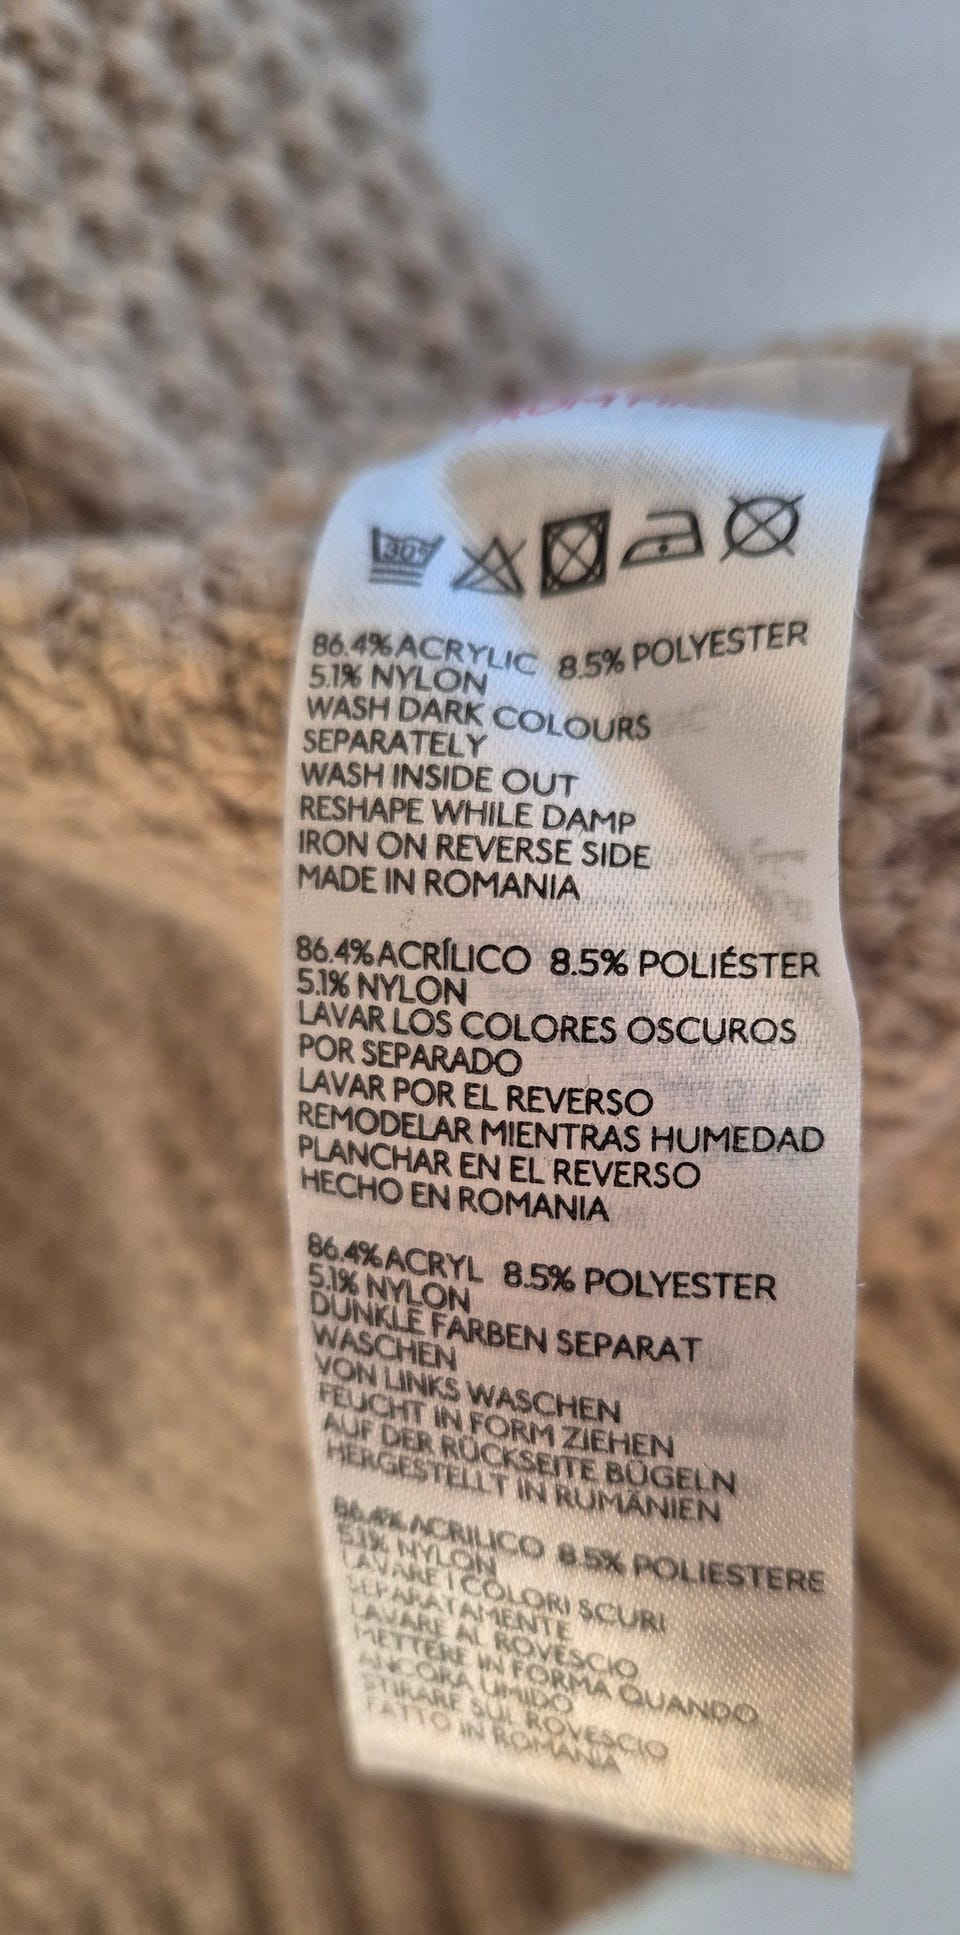 30°
86.4% ACRYLIC 8.5% POLYESTER
5.1% NYLON
WASH DARK COLOURS
SEPARATELY
WASH INSIDE OUT
RESHAPE WHILE DAMP
IRON ON REVERSE SIDE
MADE IN ROMANIA
86.4% ACRÍLICO 8.5% POLIÉSTER
5.1% NYLON
LAVAR LOS COLORES OSCUROS
POR SEPARADO
LAVAR POR EL REVERSO
REMODELAR MIENTRAS HUMEDAD
PLANCHAR EN EL REVERSO
HECHO EN ROMANIA
86.4% ACRYL 8.5% POLYESTER
5.1% NYLON
DUNKLE FARBEN SEPARAT
WASCHEN
VON LINKS WASCHEN
FEUCHT IN FORM ZIEHEN
AUF DER RÜCKSEITE BÜGELN
HERGESTELLT IN RUMÄNIEN
86.4% ACRILICO 8.5% POLIESTERE
5.1% NYLON
LAVARE I COLORI SCURI
SEPARATAMENTE
LAVARE AL ROVESCIO
METTERE IN FORMA QUANDO
ANCORA UMIDO
STIRARE SUL ROVESCIO
FATTO IN ROMANIA